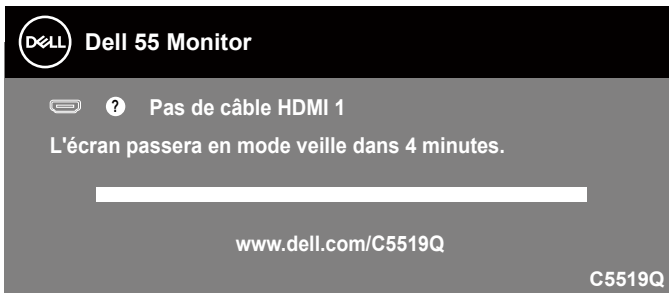 DELL Dell 55 Monitor
? Pas de câble HDMI 1
L'écran passera en mode veille dans 4 minutes.
www.dell.com/C5519Q
C5519Q